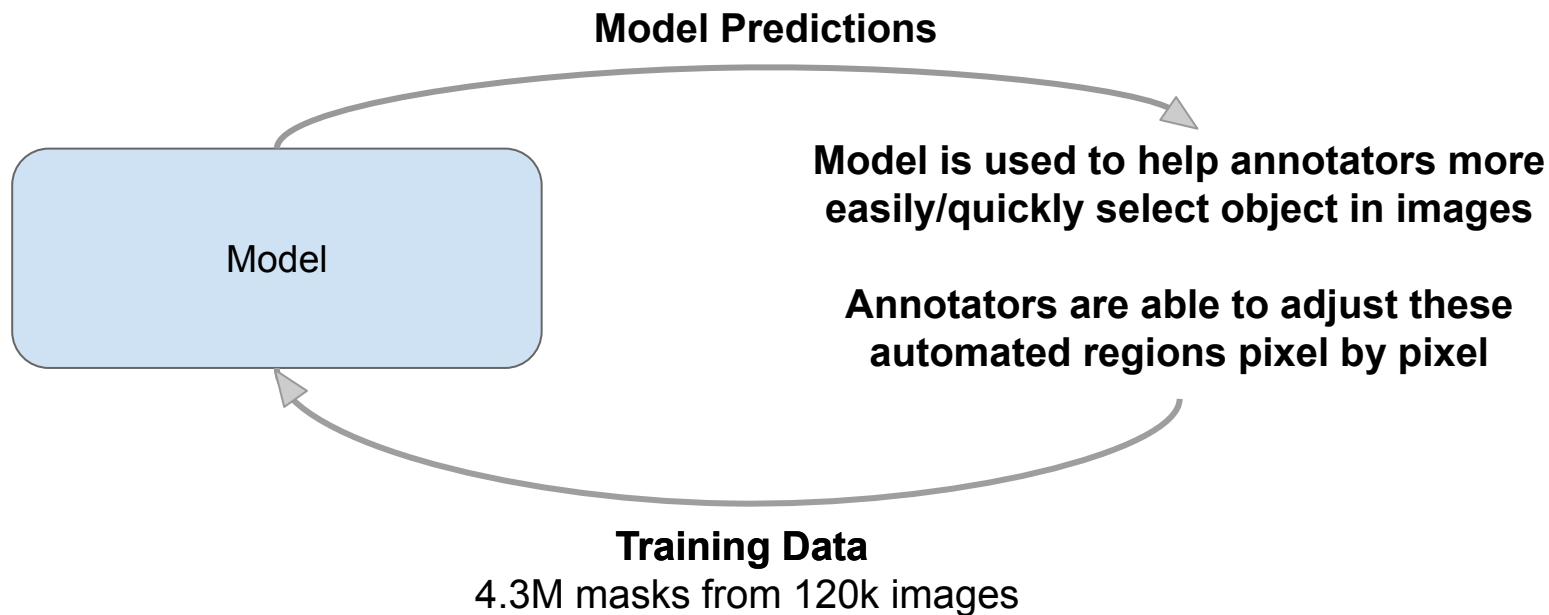 Model Predictions
Model
Model is used to help annotators more
easily/quickly select object in images
Annotators are able to adjust these
automated regions pixel by pixel
Training Data
4.3M masks from 120k images